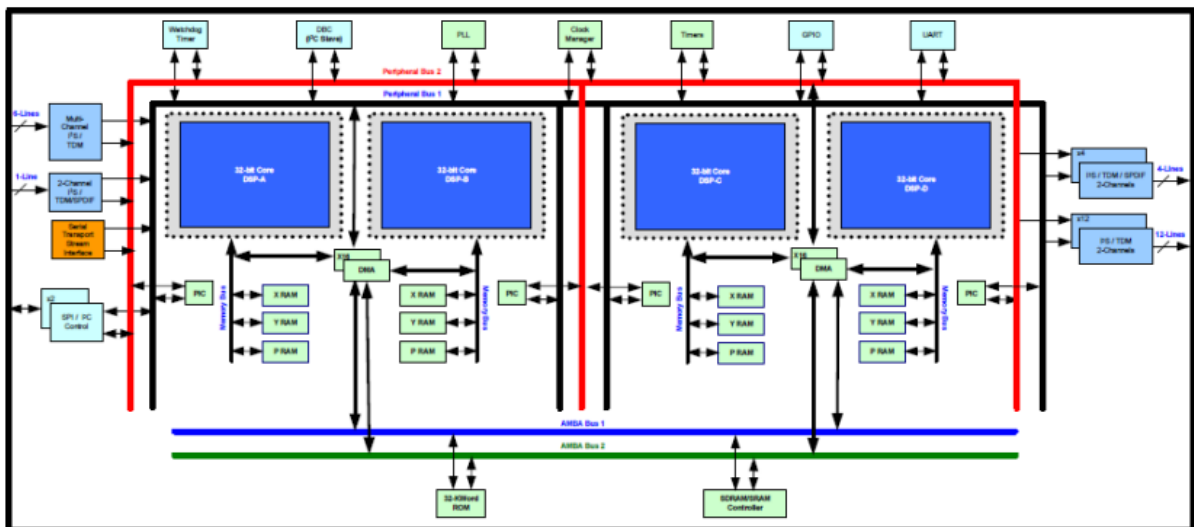 Watchdog
Timer
DBC
(I²C Slave)
PLL
Clock
Manager
Timers
GPIO
UART
Peripheral Bus 2
Peripheral Bus 1
6-Lines
Multi-
Channel
I²S /
TDM
1-Line
2-Channel
I²S /
TDM/SPDIF
Serial
Transport
Stream
Interface
x2
SPI / I²C
Control
32-bit Core
DSP-A
32-bit Core
DSP-B
32-bit Core
DSP-C
32-bit Core
DSP-D
x4
I²S / TDM / SPDIF
2-Channels
4-Lines
x12
I²S / TDM
2-Channels
12-Lines
X16
DMA
X16
DMA
PIC
Memory Bus
X RAM
Y RAM
P RAM
X RAM
Y RAM
P RAM
Memory Bus
PIC
PIC
Memory Bus
X RAM
Y RAM
P RAM
X RAM
Y RAM
P RAM
Memory Bus
PIC
AMBA Bus 1
AMBA Bus 2
32-KWord
ROM
SDRAM/SRAM
Controller